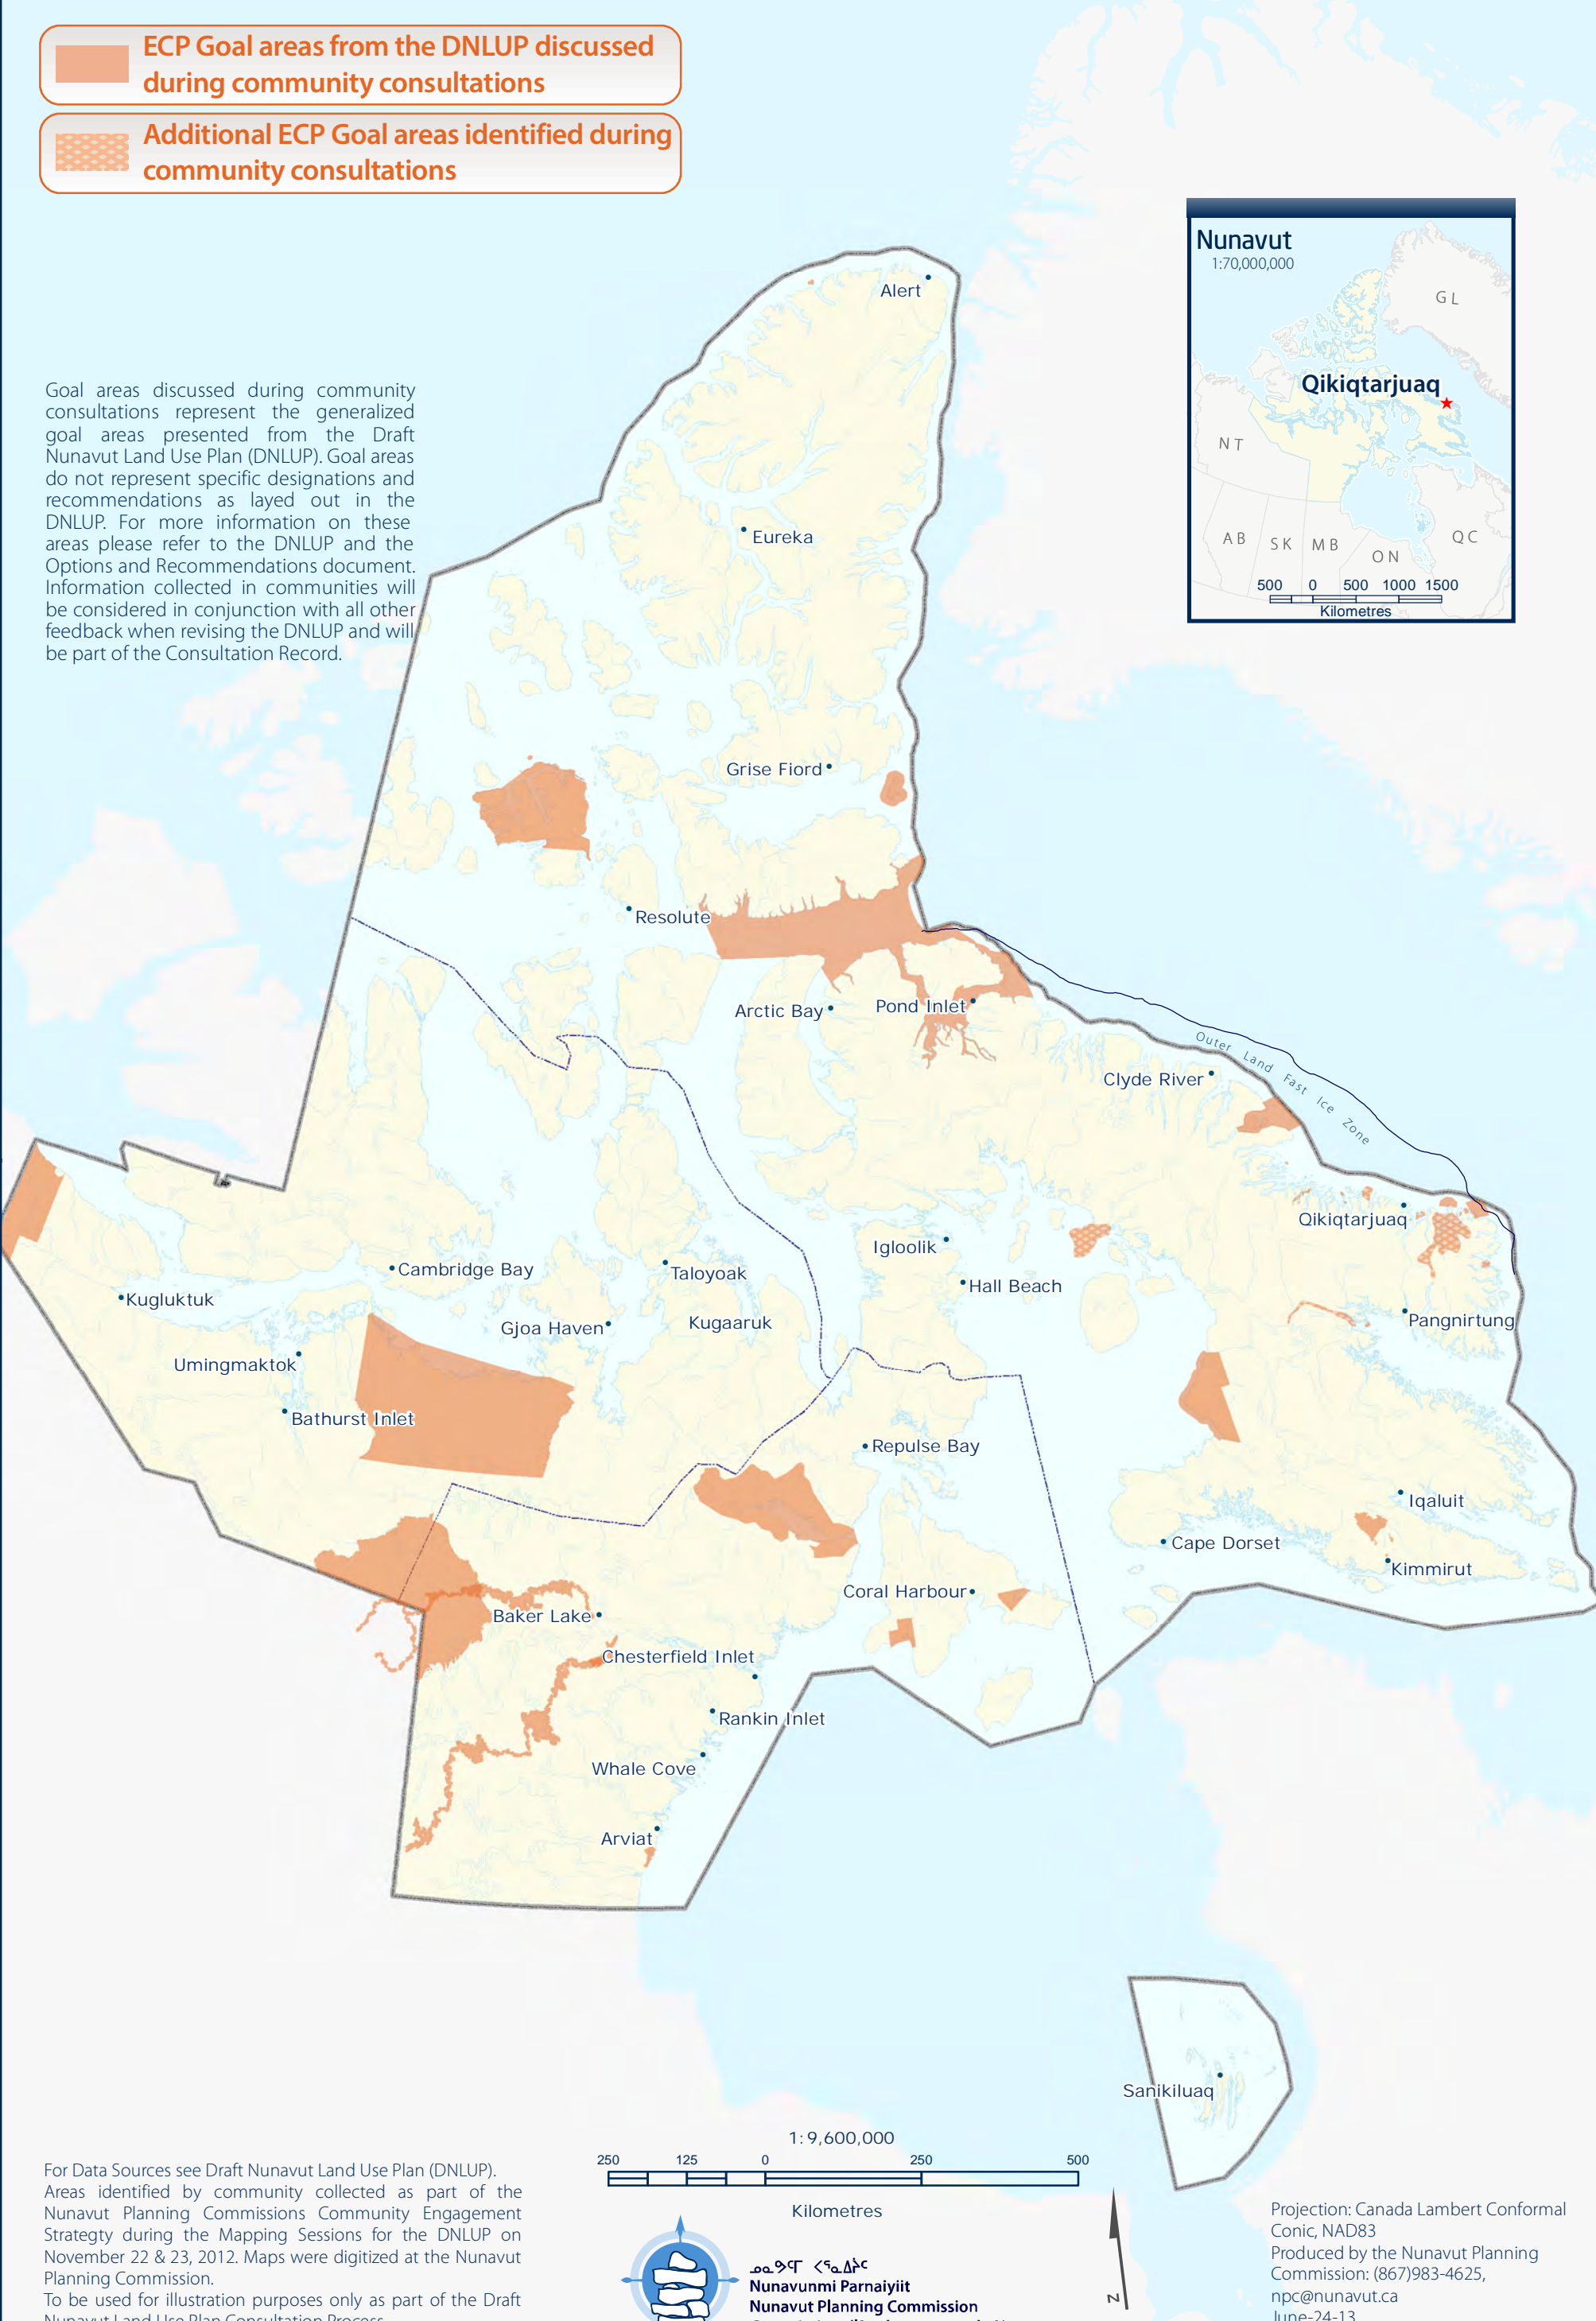 ECP Goal areas from the DNLUP discussed
during community consultations
Additional ECP Goal areas identified during
community consultations
Nunavut
1:70,000,000
GL
Qikiqtarjuaq
NT
AB
SK
MB
ON
QC
500 0 500 1000 1500
Kilometres
Goal areas discussed during community
consultations represent the generalized
goal areas presented from the Draft
Nunavut Land Use Plan (DNLUP). Goal areas
do not represent specific designations and
recommendations as layed out in the
DNLUP. For more information on these
areas please refer to the DNLUP and the
Options and Recommendations document.
Information collected in communities will
be considered in conjunction with all other
feedback when revising the DNLUP and will
be part of the Consultation Record.
Alert
Eureka
Grise Fiord
Resolute
Arctic Bay
Pond Inlet
Clyde River
Outer Land Fast Ice Zone
Qikiqtarjuaq
Igloolik
Hall Beach
Cambridge Bay
Taloyoak
Kugluktuk
Gjoa Haven
Kugaaruk
Pangnirtung
Umingmaktok
Bathurst Inlet
Repulse Bay
Iqaluit
Cape Dorset
Kimmirut
Coral Harbour
Baker Lake
Chesterfield Inlet
Rankin Inlet
Whale Cove
Arviat
Sanikiluaq
1:9,600,000
250 125 0 250 500
Kilometres
For Data Sources see Draft Nunavut Land Use Plan (DNLUP).
Areas identified by community collected as part of the
Nunavut Planning Commissions Community Engagement
Strategty during the Mapping Sessions for the DNLUP on
November 22 & 23, 2012. Maps were digitized at the Nunavut
Planning Commission.
To be used for illustration purposes only as part of the Draft
Nunavut Land Use Plan Consultation Process
ᓄᓇᕗᒻᒥ ᐸᕐᓇᐃᔨᑦ
Nunavunmi Parnaiyiit
Nunavut Planning Commission
N
Projection: Canada Lambert Conformal
Conic, NAD83
Produced by the Nunavut Planning
Commission: (867)983-4625,
npc@nunavut.ca
June-24-13